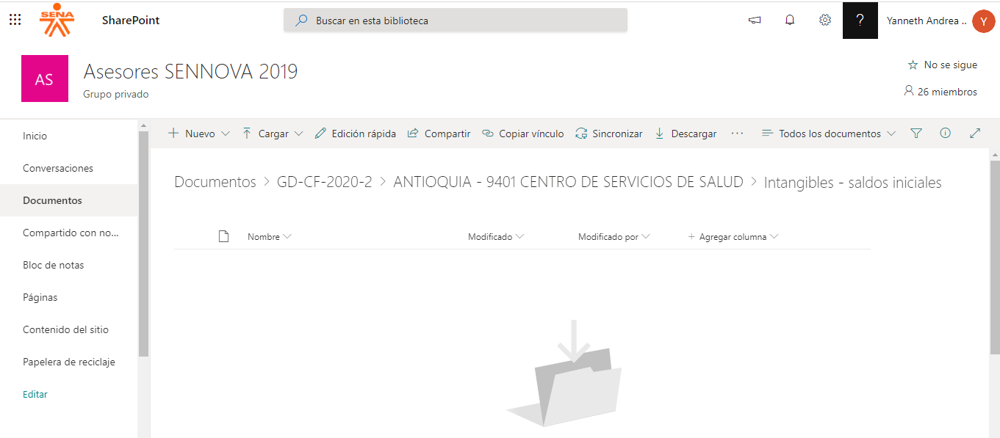 SENA
SharePoint
Buscar en esta biblioteca
?
Yanneth Andrea ..
Y
AS
Asesores SENNOVA 2019
Grupo privado
No se sigue
26 miembros
Inicio
Conversaciones
Documentos
Compartido con no...
Bloc de notas
Páginas
Contenido del sitio
Papelera de reciclaje
Editar
+ Nuevo
Cargar
Edición rápida
Compartir
Copiar vínculo
Sincronizar
Descargar
...
Todos los documentos
Documentos > GD-CF-2020-2 > ANTIOQUIA - 9401 CENTRO DE SERVICIOS DE SALUD > Intangibles - saldos iniciales
Nombre
Modificado
Modificado por
+ Agregar columna